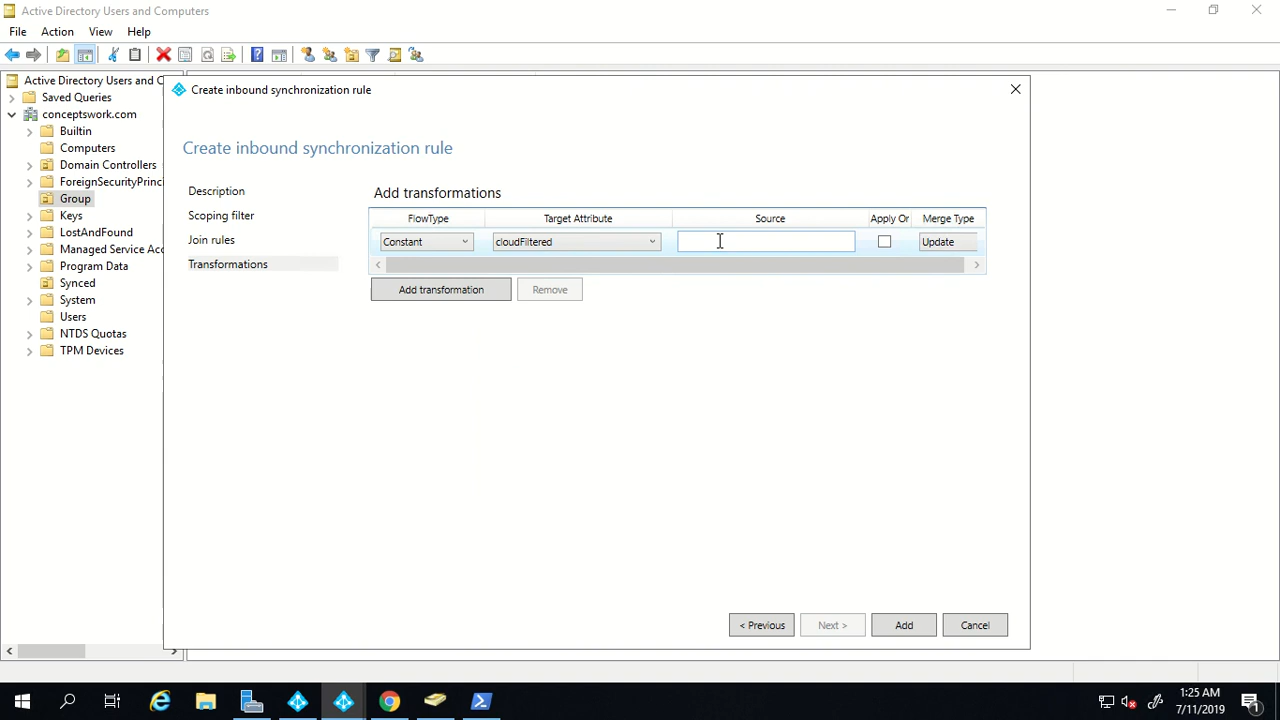 Active Directory Users and Computers
File Action View Help
Active Directory Users and C
Saved Queries
conceptswork.com
Builtin
Computers
Domain Controllers
ForeignSecurityPrinc
Group
Keys
LostAndFound
Managed Service Acc
Program Data
Synced
System
Users
NTDS Quotas
TPM Devices
Create inbound synchronization rule
Create inbound synchronization rule
Description
Scoping filter
Join rules
Transformations
Add transformations
FlowType Target Attribute Source Apply On Merge Type
Constant cloudFiltered Update
Add transformation Remove
< Previous Next > Add Cancel
1:25 AM
7/11/2019
1